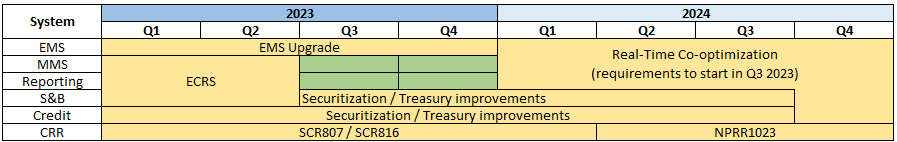 System 2023 2024
Q1 Q2 Q3 Q4 Q1 Q2 Q3 Q4
EMS EMS Upgrade
Real-Time Co-optimization
(requirements to start in Q3 2023)
MMS
ECRS
Reporting
S&B Securitization / Treasury improvements
Credit Securitization / Treasury improvements
CRR SCR807 / SCR816 NPRR1023